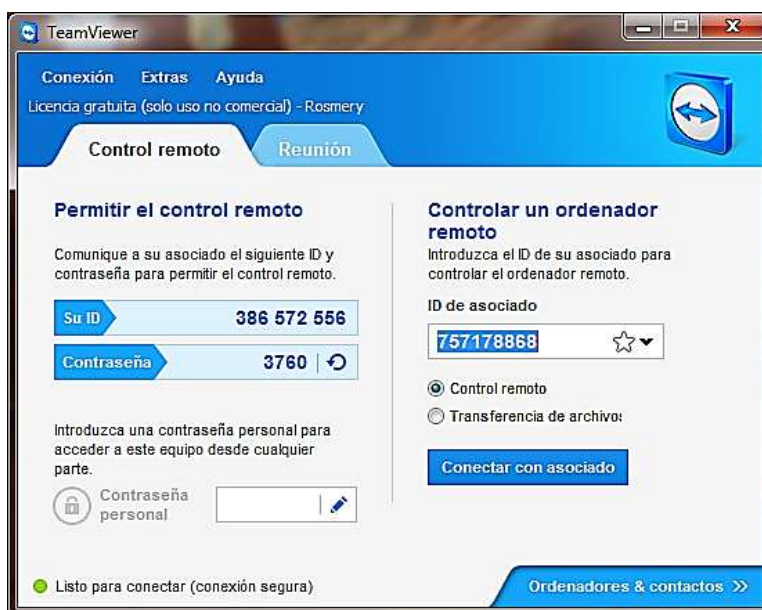 TeamViewer
Conexión Extras Ayuda
Licencia gratuita (solo uso no comercial) - Rosmery
Control remoto
Reunión
Permitir el control remoto
Comunique a su asociado el siguiente ID y
contraseña para permitir el control remoto.
Su ID 386 572 556
Contraseña 3760
Introduzca una contraseña personal para
acceder a este equipo desde cualquier
parte.
Contraseña
personal
Controlar un ordenador
remoto
Introduzca el ID de su asociado para
controlar el ordenador remoto.
ID de asociado
757178868
Control remoto
Transferencia de archivos
Conectar con asociado
Listo para conectar (conexión segura)
Ordenadores & contactos >>